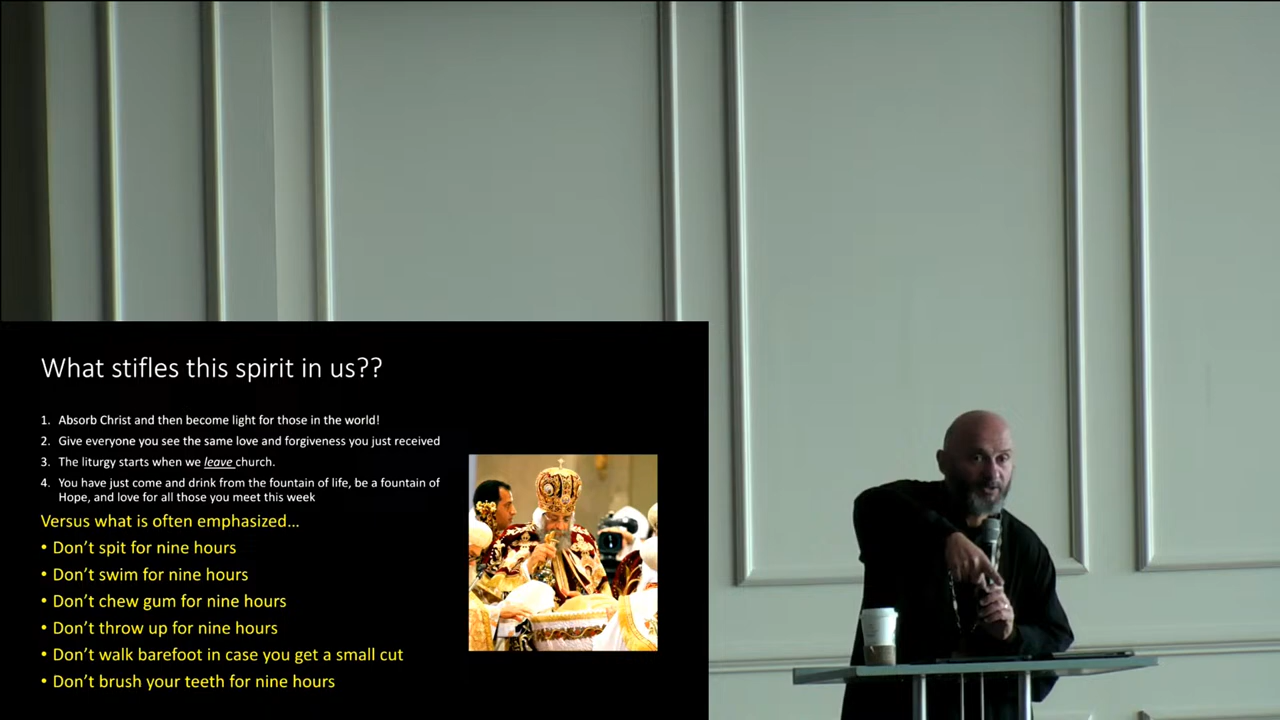 What stifles this spirit in us??
1. Absorb Christ and then become light for those in the world!
2. Give everyone you see the same love and forgiveness you just received
3. The liturgy starts when we leave church.
4. You have just come and drink from the fountain of life, be a fountain of
Hope, and love for all those you meet this week
Versus what is often emphasized...
• Don't spit for nine hours
• Don't swim for nine hours
• Don't chew gum for nine hours
• Don't throw up for nine hours
• Don't walk barefoot in case you get a small cut
• Don't brush your teeth for nine hours